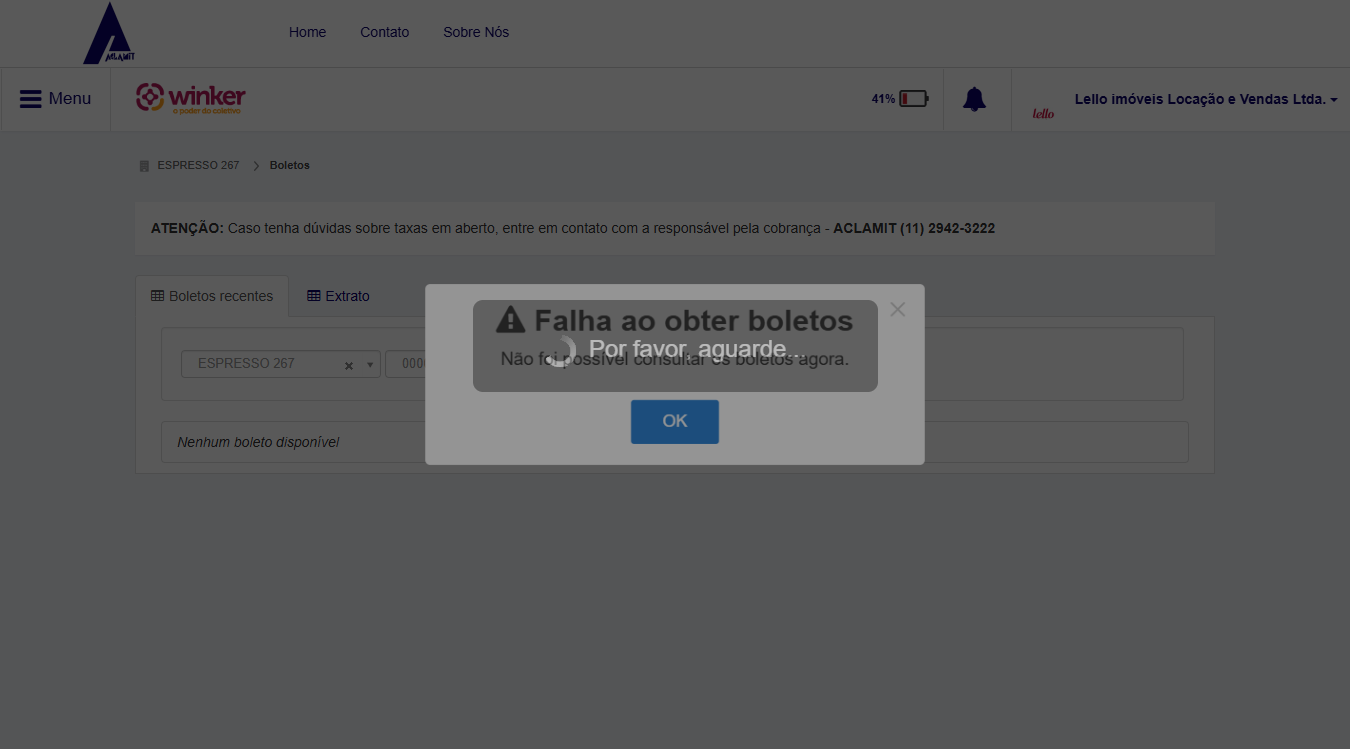 ACLAMIT
Home Contato Sobre Nós
Menu winker
o poder do coletivo
41%
lello
Lello imóveis Locação e Vendas Ltda.
ESPRESSO 267 > Boletos
ATENÇÃO: Caso tenha dúvidas sobre taxas em aberto, entre em contato com a responsável pela cobrança - ACLAMIT (11) 2942-3222
Boletos recentes Extrato
Falha ao obter boletos
×
Por favor, aguarde...
Não foi possível consultar os boletos agora.
ESPRESSO 267 × 000
OK
Nenhum boleto disponível